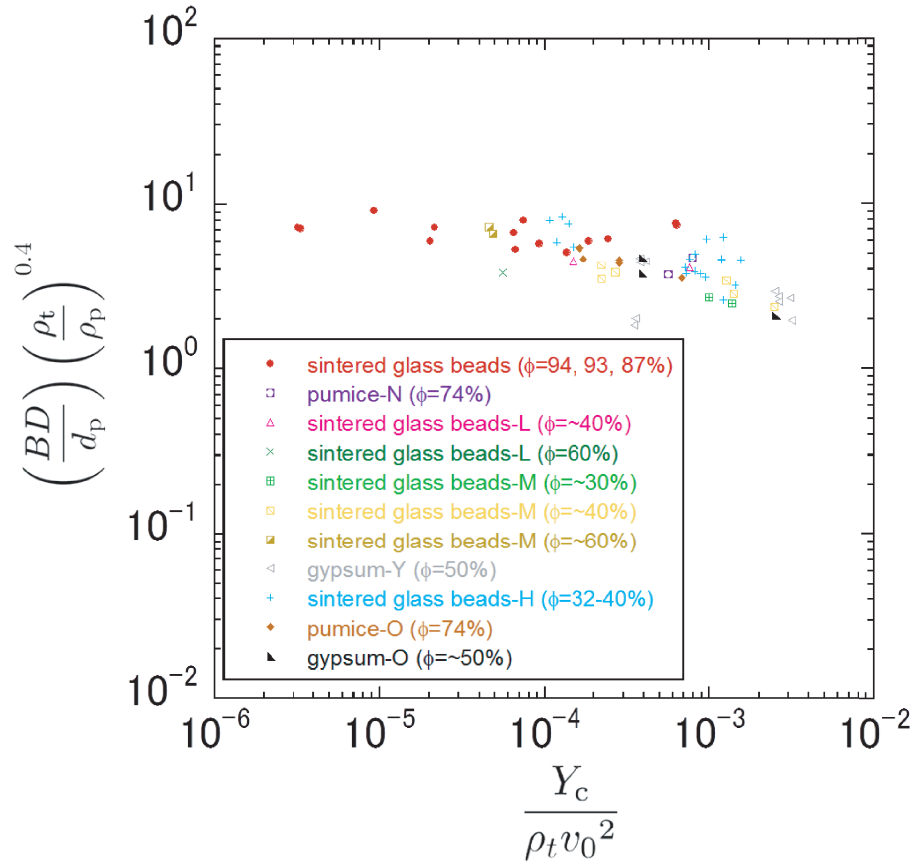 10^2
10^1
10^0
10^-1
10^-2
(BD/d_p) (ρ_t/ρ_p)^0.4
sintered glass beads (ϕ=94, 93, 87%)
pumice-N (ϕ=74%)
sintered glass beads-L (ϕ=~40%)
sintered glass beads-L (ϕ=60%)
sintered glass beads-M (ϕ=~30%)
sintered glass beads-M (ϕ=~40%)
sintered glass beads-M (ϕ=~60%)
gypsum-Y (ϕ=50%)
sintered glass beads-H (ϕ=32-40%)
pumice-O (ϕ=74%)
gypsum-O (ϕ=~50%)
10^-6 10^-5 10^-4 10^-3 10^-2
Y_c/ρ_t v_0^2